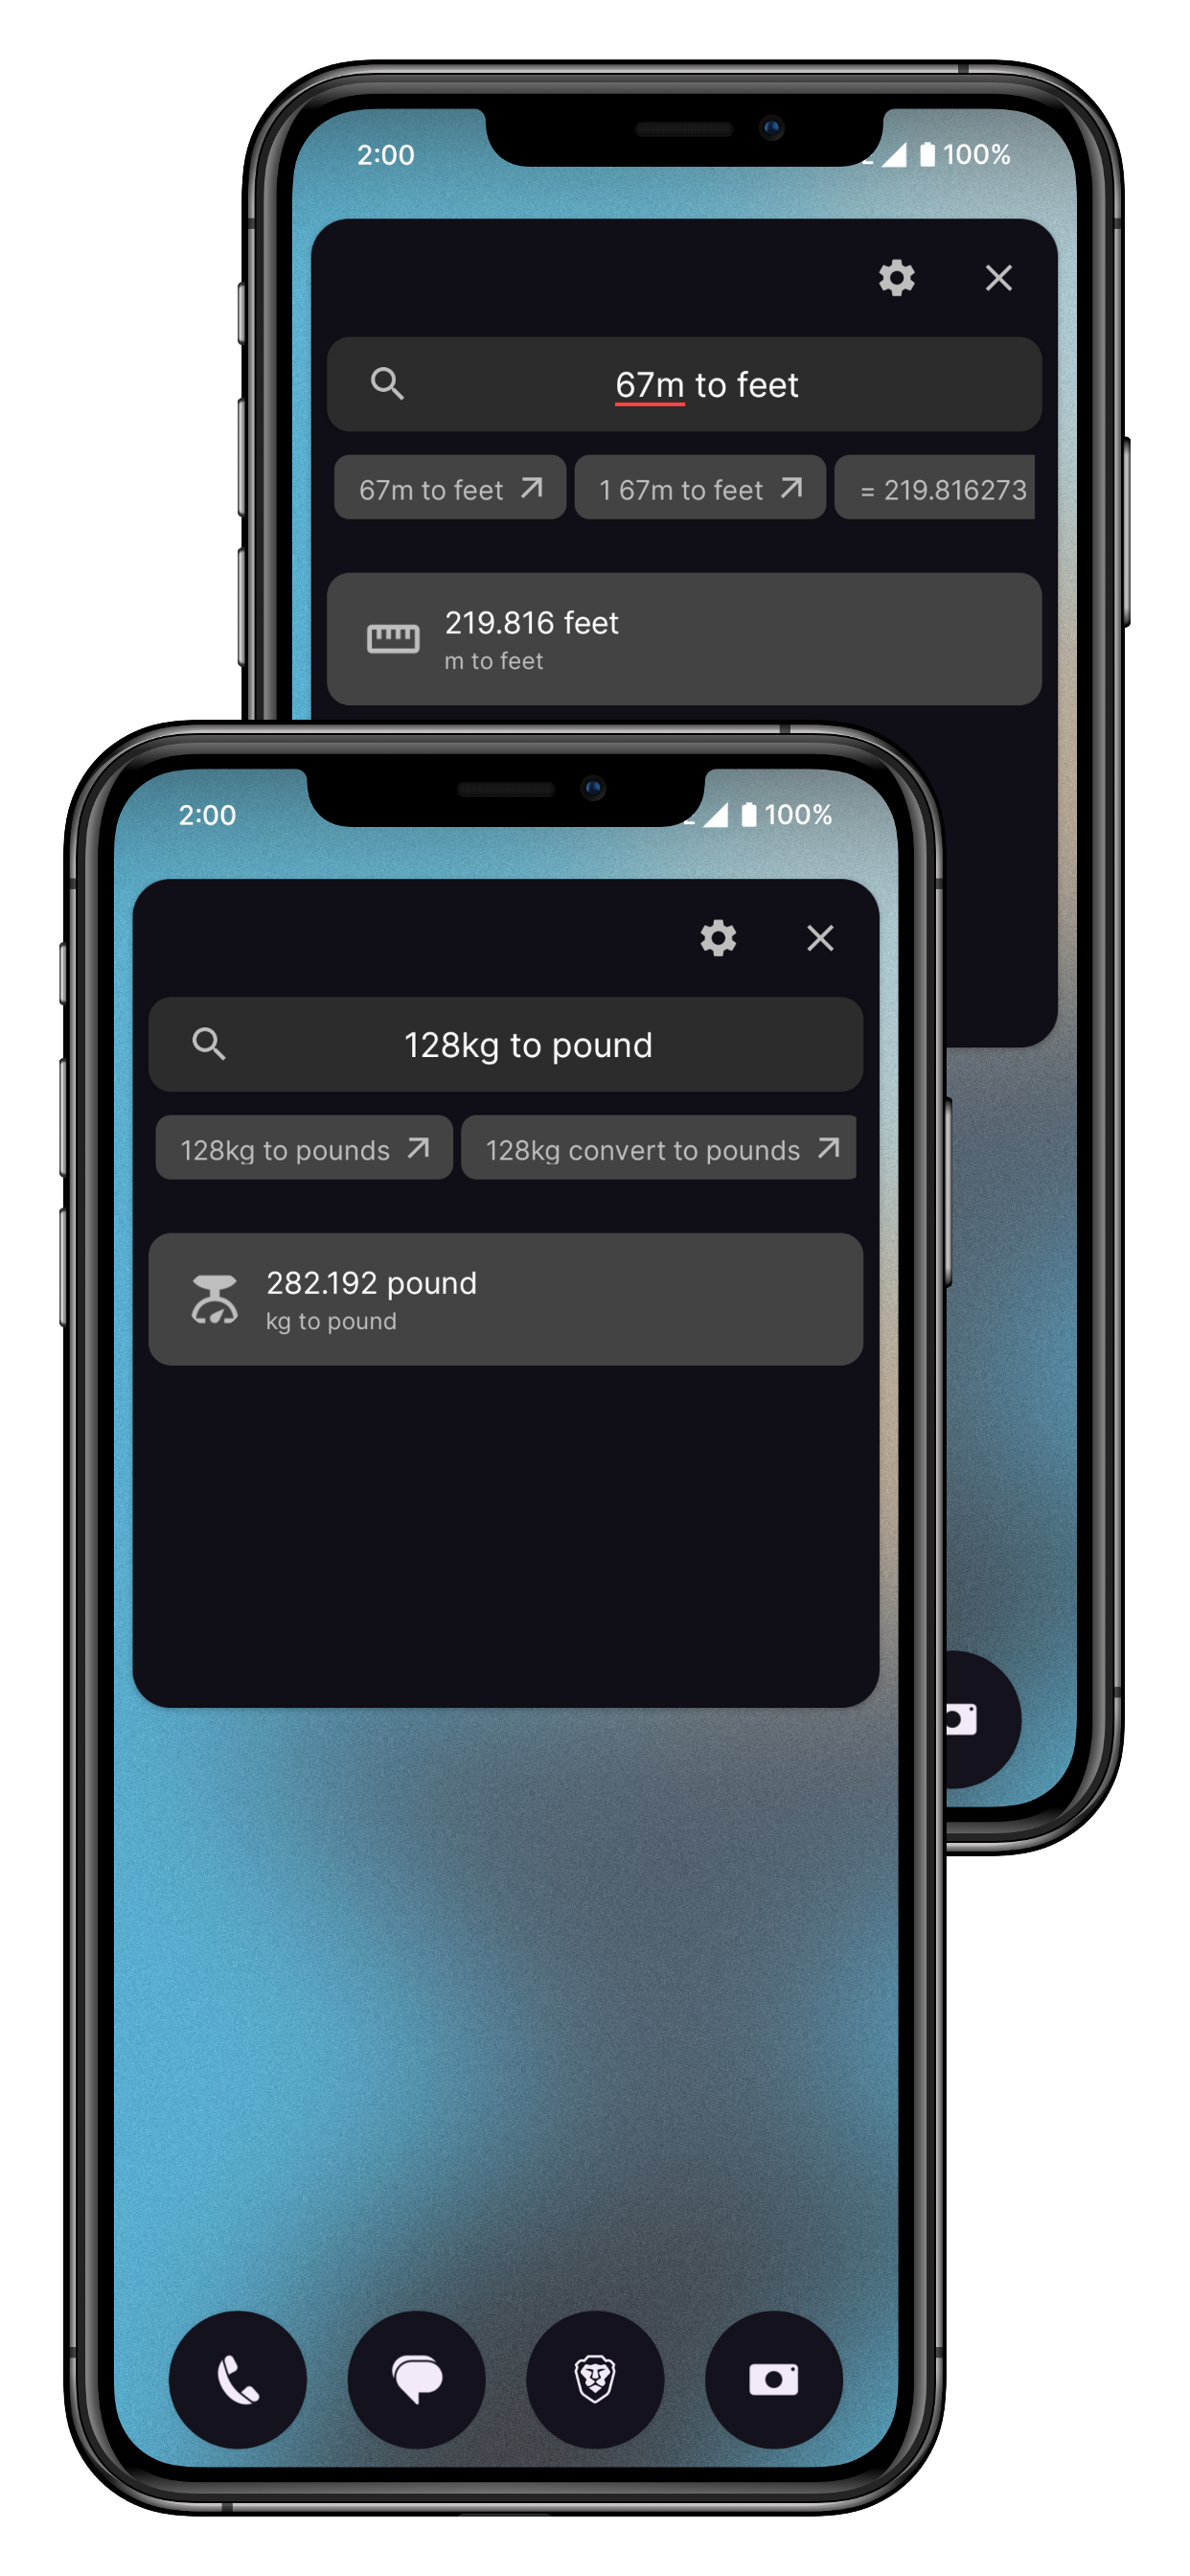 2:00
100%
67m to feet
67m to feet
1 67m to feet
= 219.816273
219.816 feet
m to feet
2:00
100%
128kg to pound
128kg to pounds
128kg convert to pounds
282.192 pound
kg to pound